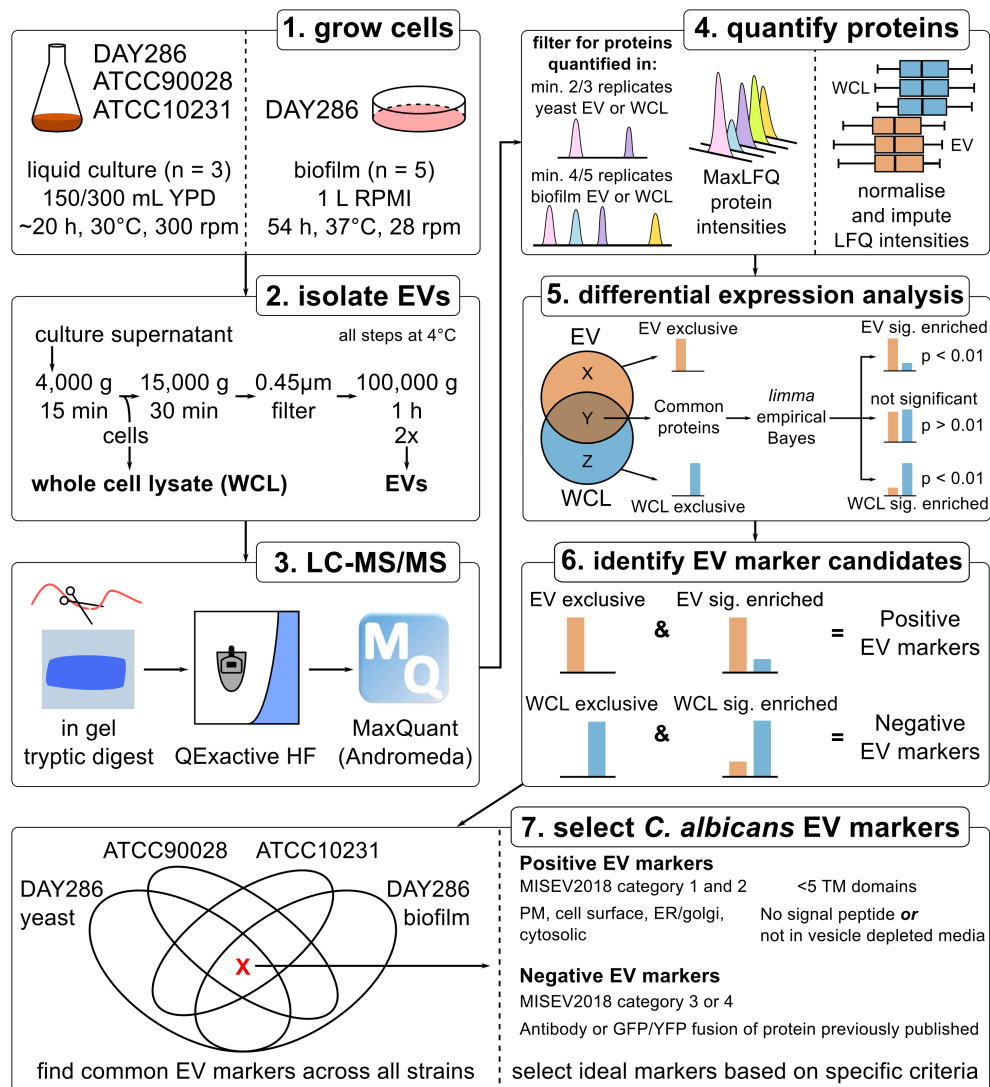 1. grow cells
DAY286
ATCC90028
ATCC10231
liquid culture (n = 3)
150/300 mL YPD
~20 h, 30°C, 300 rpm
DAY286
biofilm (n = 5)
1 L RPMI
54 h, 37°C, 28 rpm
2. isolate EVs
culture supernatant
all steps at 4°C
4,000 g
15 min
15,000 g
30 min
0.45µm
filter
100,000 g
1 h
2x
cells
whole cell lysate (WCL)
EVs
3. LC-MS/MS
in gel
tryptic digest
QExactive HF
M
Q
MaxQuant
(Andromeda)
4. quantify proteins
filter for proteins
quantified in:
min. 2/3 replicates
yeast EV or WCL
min. 4/5 replicates
biofilm EV or WCL
MaxLFQ
protein
intensities
WCL
EV
normalise
and impute
LFQ intensities
5. differential expression analysis
EV
X
Y
Z
WCL
EV exclusive
Common
proteins
WCL exclusive
limma
empirical
Bayes
EV sig. enriched
p < 0.01
not significant
p > 0.01
p < 0.01
WCL sig. enriched
6. identify EV marker candidates
EV exclusive
&
EV sig. enriched
=
Positive
EV markers
WCL exclusive
&
WCL sig. enriched
=
Negative
EV markers
7. select C. albicans EV markers
ATCC90028
ATCC10231
DAY286
yeast
DAY286
biofilm
X
find common EV markers across all strains
Positive EV markers
MISEV2018 category 1 and 2
<5 TM domains
PM, cell surface, ER/golgi,
cytosolic
No signal peptide or
not in vesicle depleted media
Negative EV markers
MISEV2018 category 3 or 4
Antibody or GFP/YFP fusion of protein previously published
select ideal markers based on specific criteria